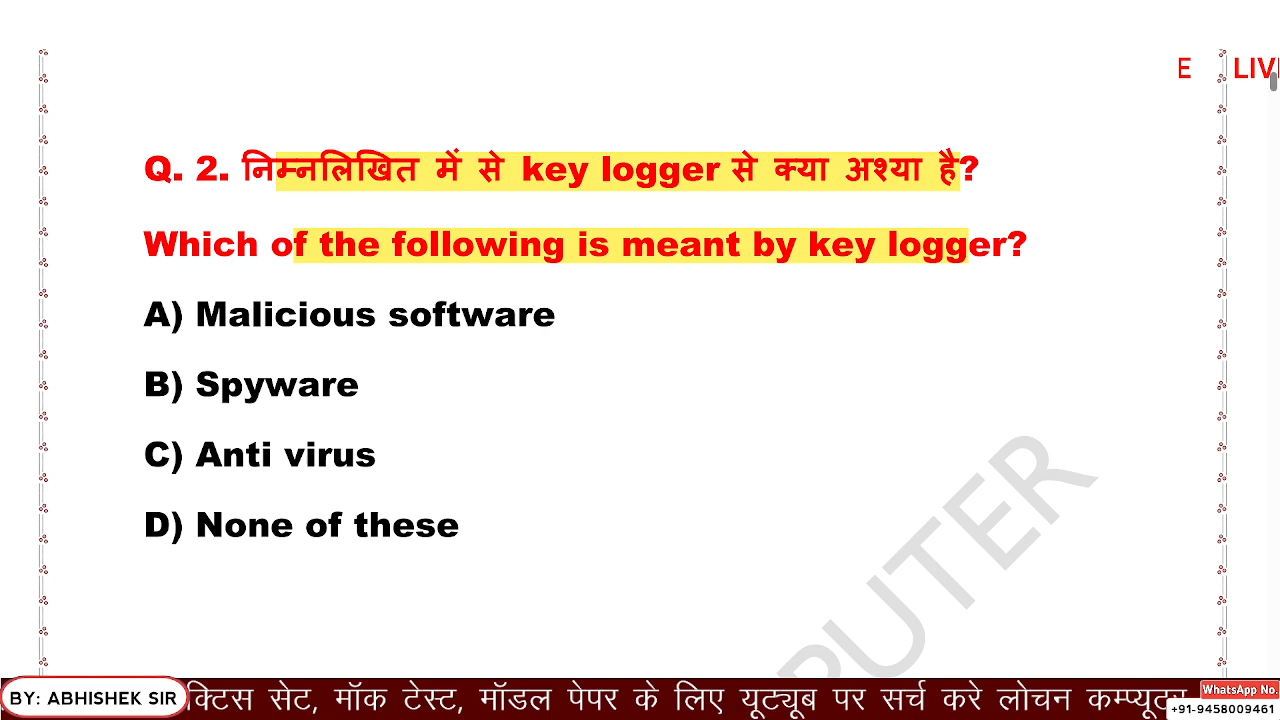 E LIV
Q. 2. निम्नलिखित में से key logger से क्या अश्या है?
Which of the following is meant by key logger?
A) Malicious software
B) Spyware
C) Anti virus
D) None of these
PUTER
BY: ABHISHEK SIR क्टिस सेट, मॉक टेस्ट, मॉडल पेपर के लिए यूट्यूब पर सर्च करे लोचन कम्प्यूटर
WhatsApp No.
+91-9458009461